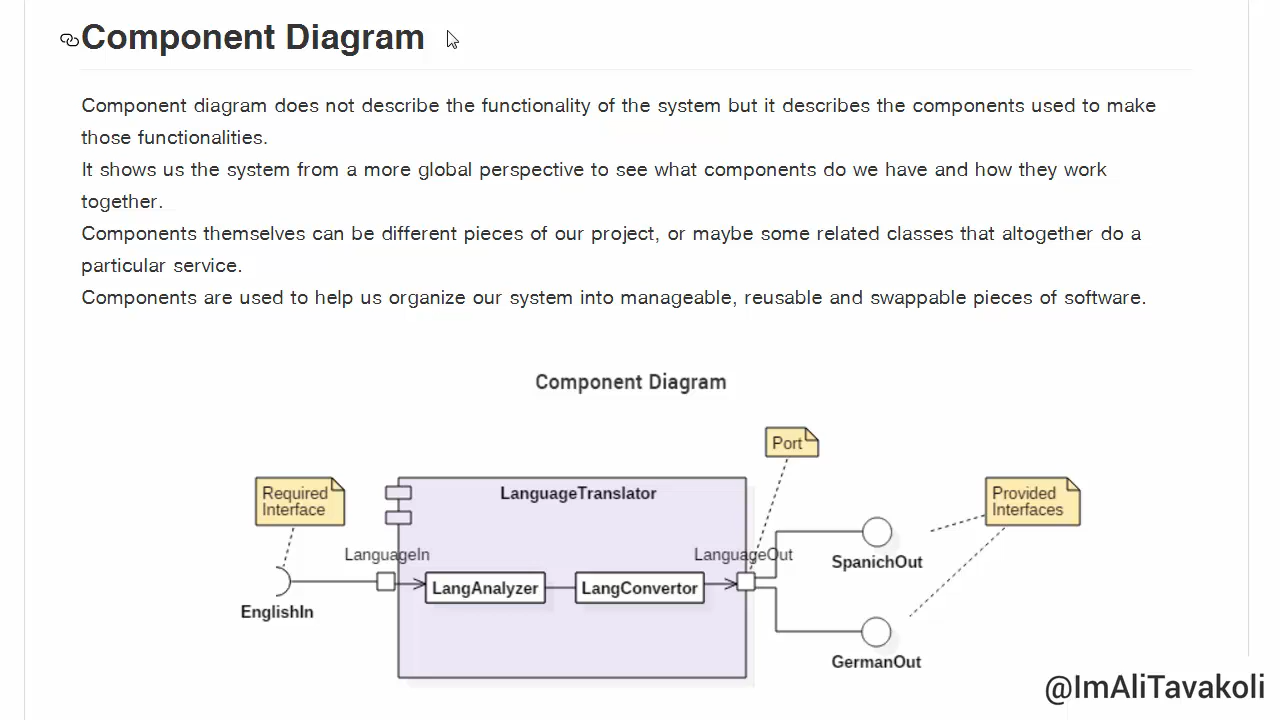 Component Diagram
Component diagram does not describe the functionality of the system but it describes the components used to make
those functionalities.
It shows us the system from a more global perspective to see what components do we have and how they work
together.
Components themselves can be different pieces of our project, or maybe some related classes that altogether do a
particular service.
Components are used to help us organize our system into manageable, reusable and swappable pieces of software.
Component Diagram
Port
Required
Interface
LanguageTranslator
Provided
Interfaces
LanguageIn
LanguageOut
SpanichOut
LangAnalyzer
LangConvertor
EnglishIn
GermanOut
@ImAliTavakoli